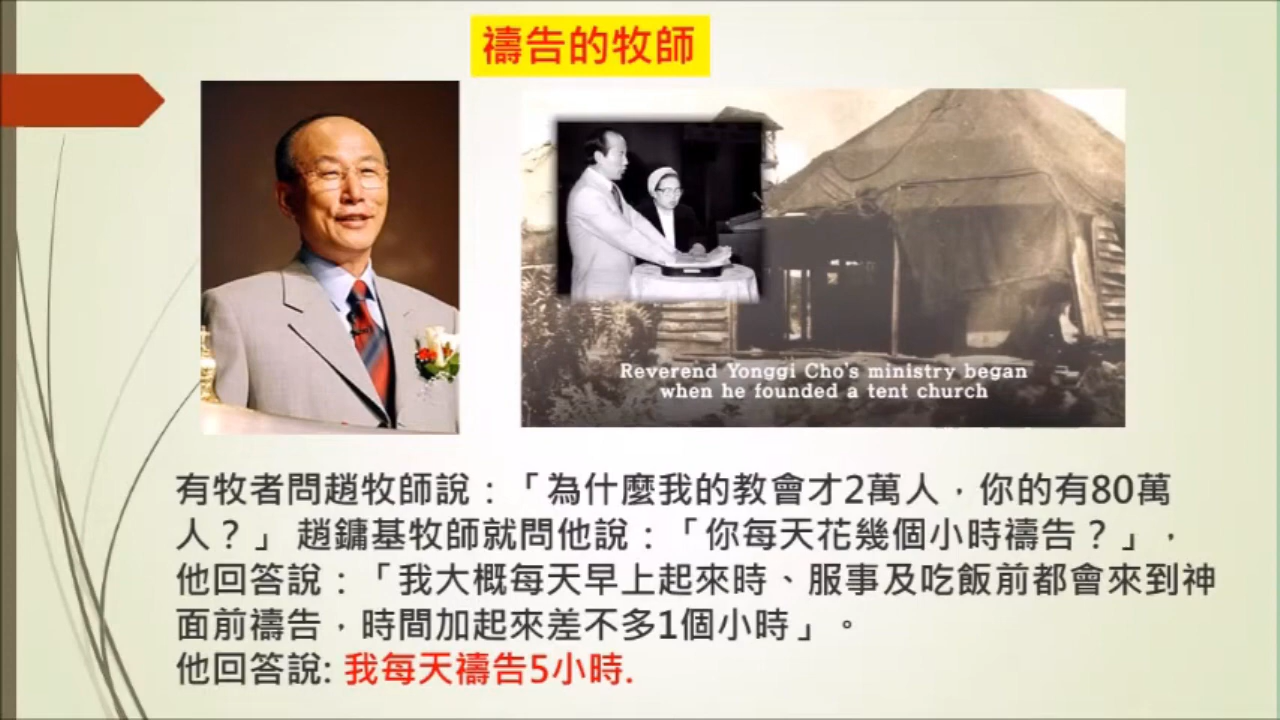 禱告的牧師
Reverend Yonggi Cho's ministry began
when he founded a tent church
有牧者問趙牧師說：「為什麼我的教會才2萬人，你的有80萬
人？」 趙鏞基牧師就問他說：「你每天花幾個小時禱告？」，
他回答說：「我大概每天早上起來時、服事及吃飯前都會來到神
面前禱告，時間加起來差不多1個小時」。
他回答說: 我每天禱告5小時.